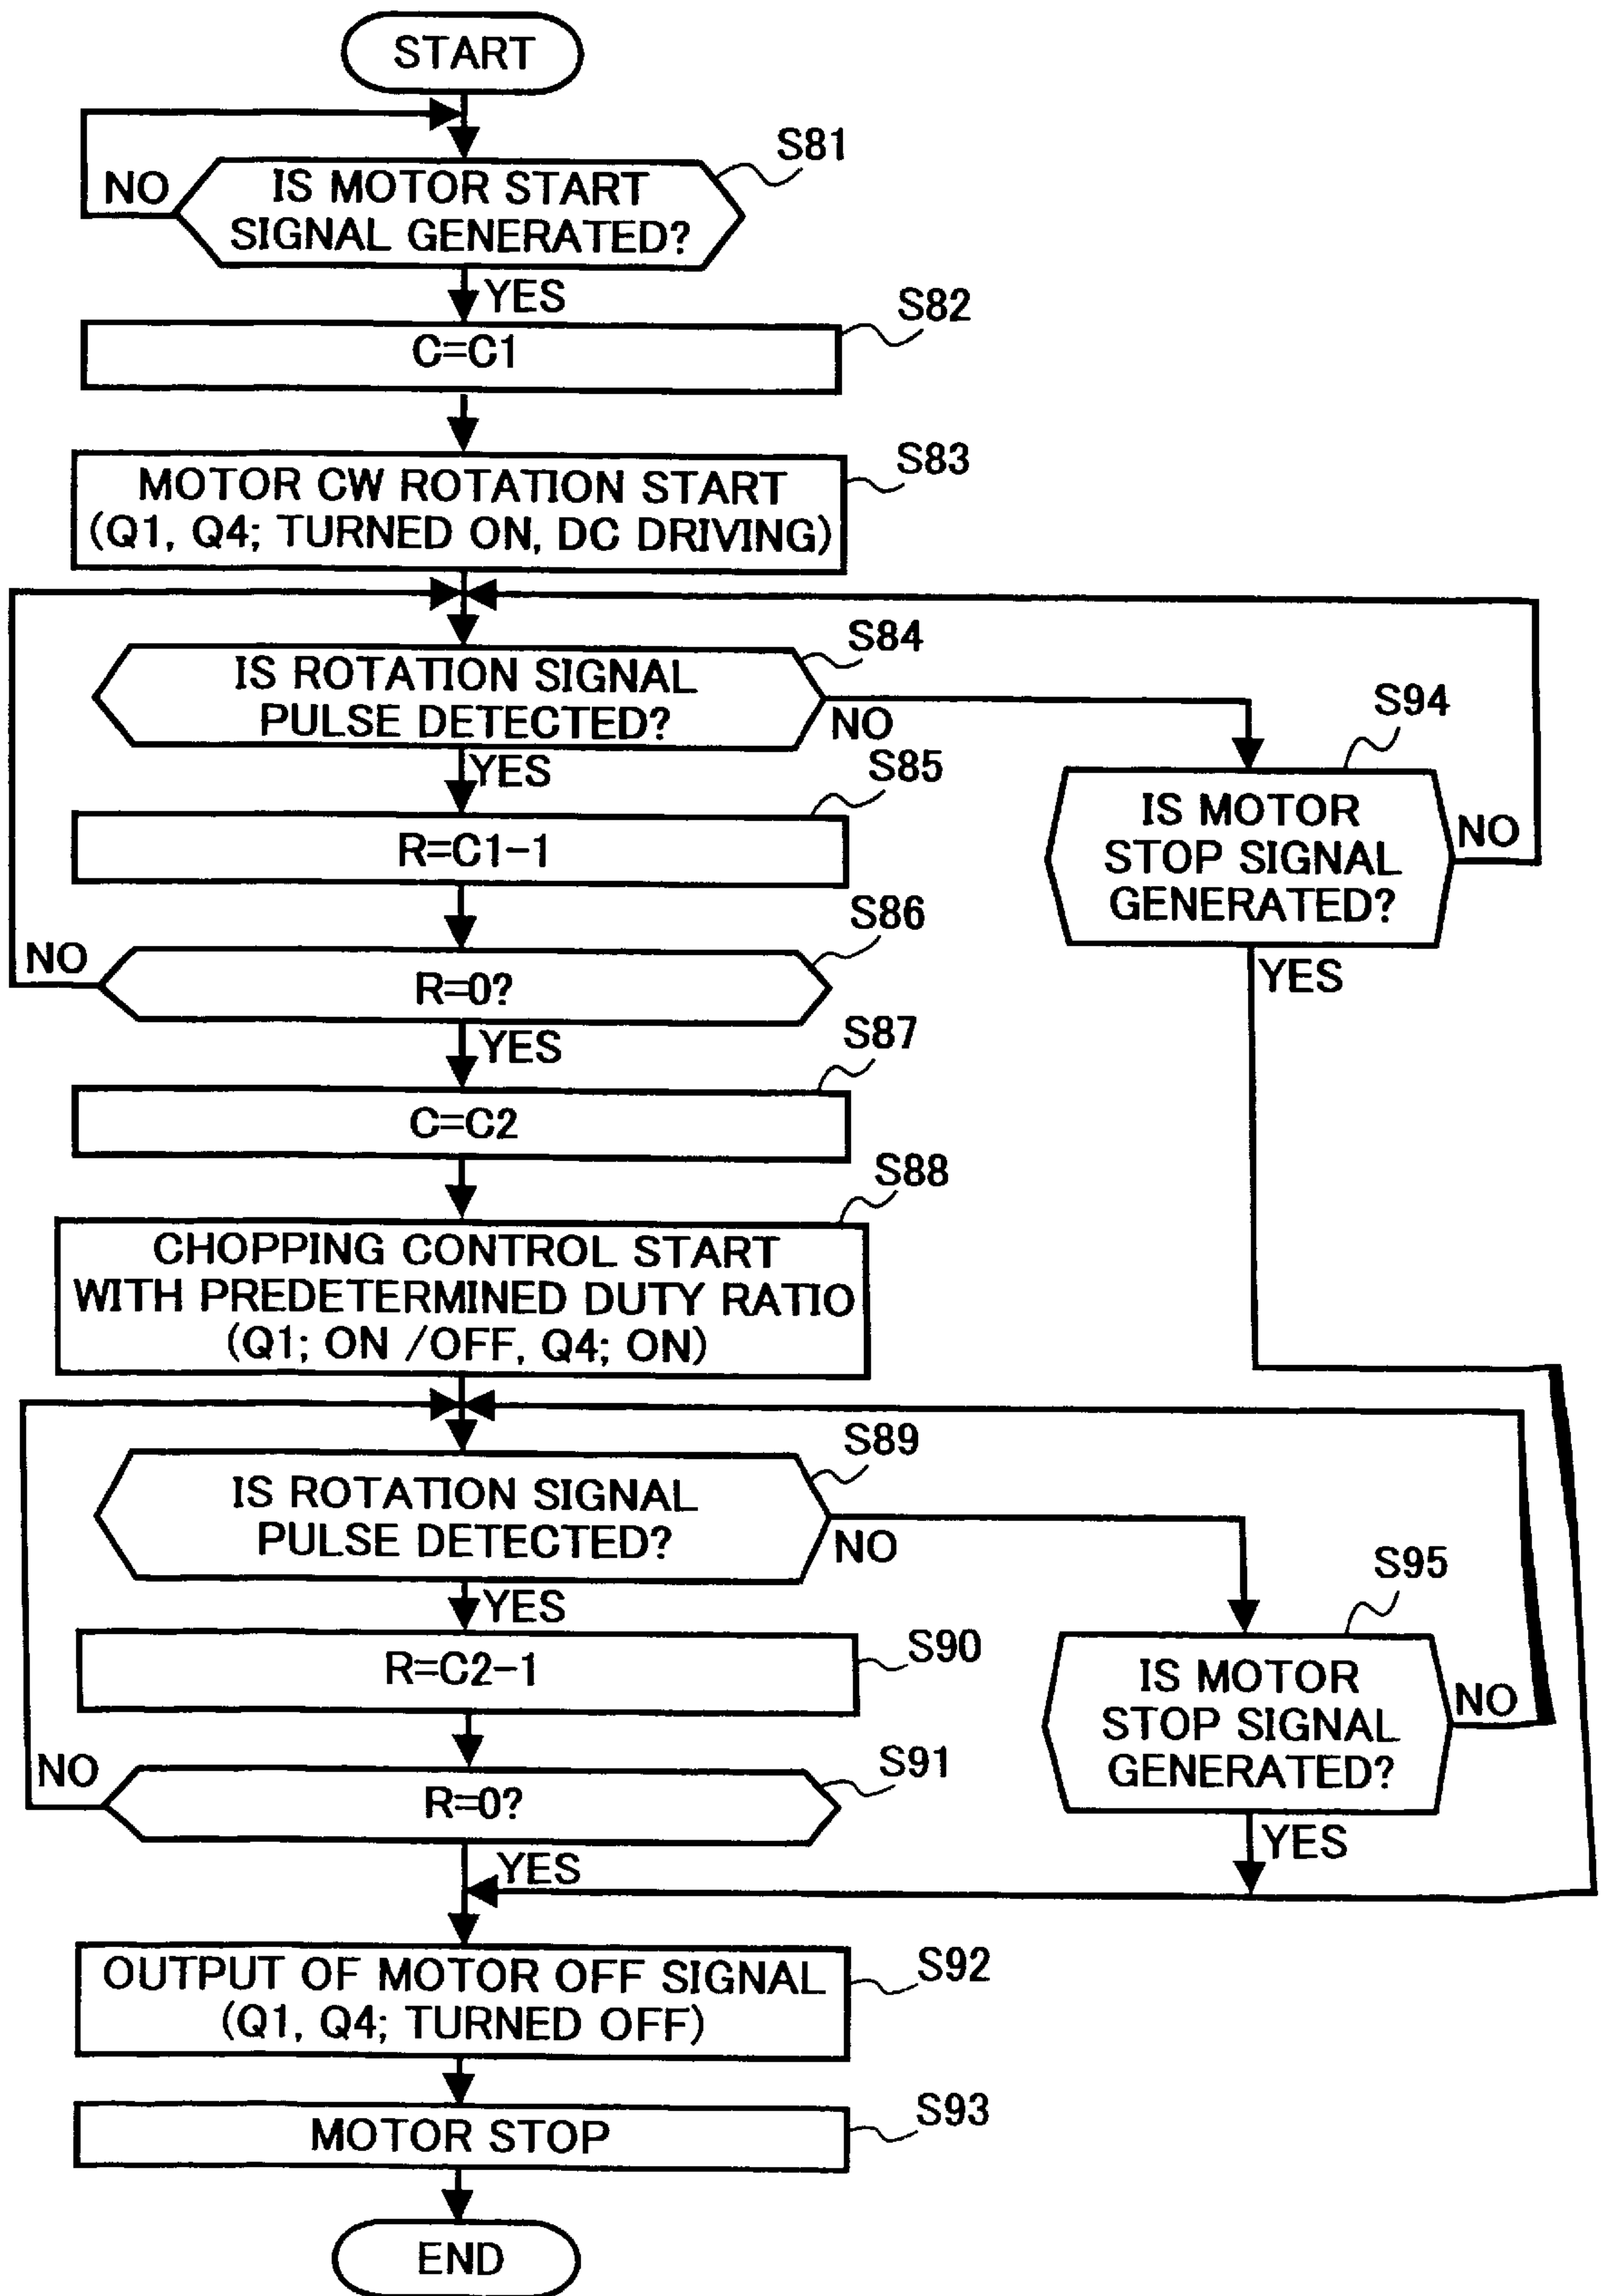 START
S81
NO
IS MOTOR START
SIGNAL GENERATED?
YES
S82
C=C1
S83
MOTOR CW ROTATION START
(Q1, Q4; TURNED ON, DC DRIVING)
S84
IS ROTATION SIGNAL
PULSE DETECTED?
NO
S94
YES
S85
IS MOTOR
STOP SIGNAL
GENERATED?
NO
R=C1-1
S86
NO
R=0?
YES
YES
S87
C=C2
S88
CHOPPING CONTROL START
WITH PREDETERMINED DUTY RATIO
(Q1; ON /OFF, Q4; ON)
S89
IS ROTATION SIGNAL
PULSE DETECTED?
NO
S95
YES
S90
R=C2-1
IS MOTOR
STOP SIGNAL
GENERATED?
NO
S91
NO
R=0?
YES
YES
S92
OUTPUT OF MOTOR OFF SIGNAL
(Q1, Q4; TURNED OFF)
S93
MOTOR STOP
END